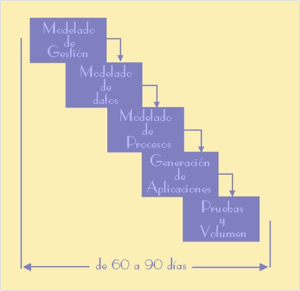 Modelado
de
Gestión
Modelado
de
datos
Modelado
de
Procesos
Generación
de
Aplicaciones
Pruebas
y
Volumen
de 60 a 90 días